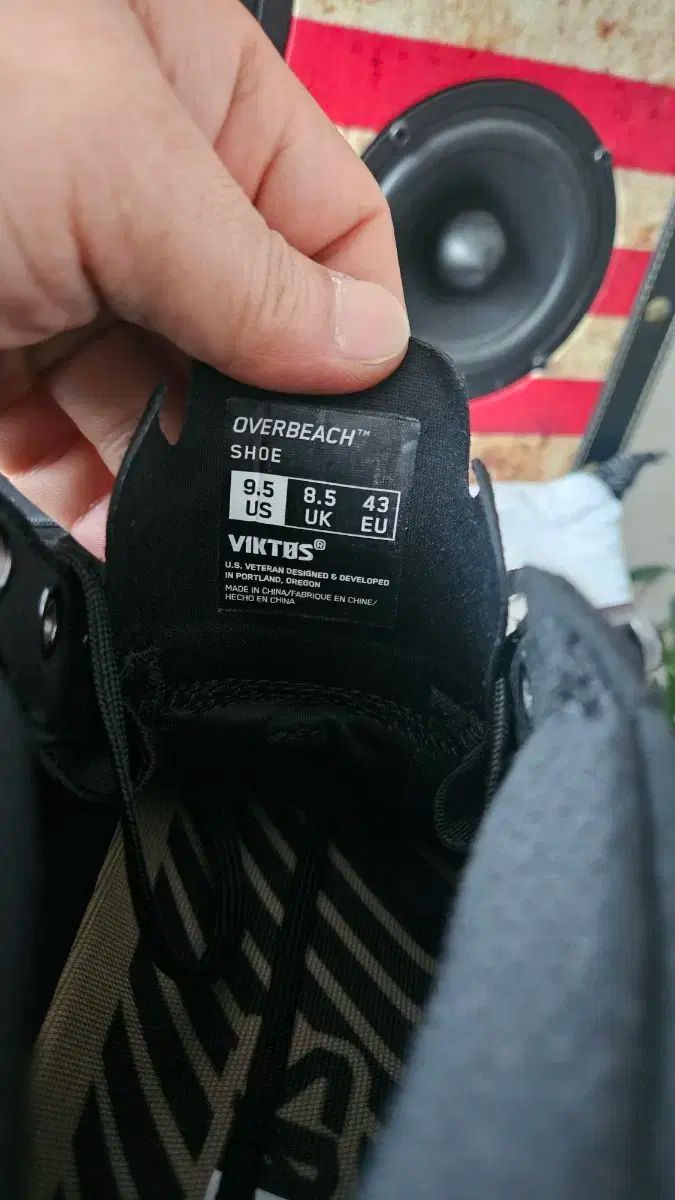 OVERBEACH™
SHOE
9.5 8.5 43
US UK EU
VIKTØS®
U.S. VETERAN DESIGNED & DEVELOPED
IN PORTLAND, OREGON
MADE IN CHINA/FABRIQUE EN CHINE/
HECHO EN CHINA